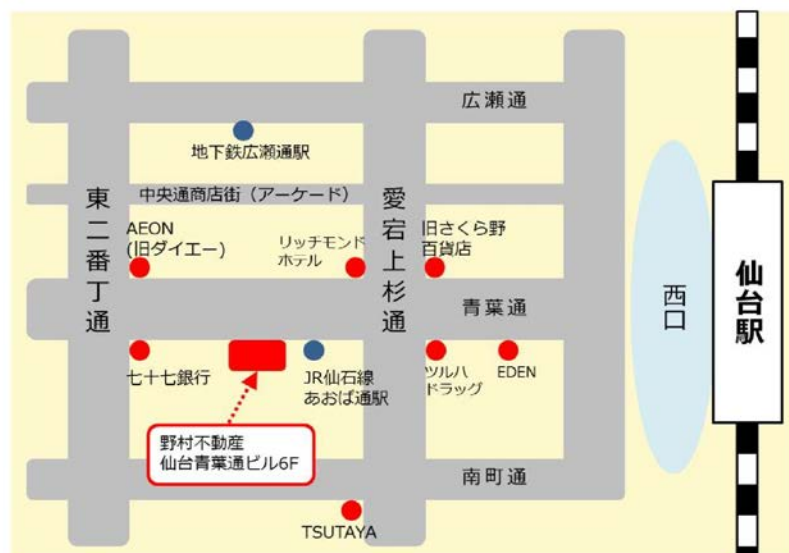 広瀬通
地下鉄広瀬通駅
中央通商店街（アーケード）
東二番丁通
愛宕上杉通
AEON
(旧ダイエー)
リッチモンド
ホテル
旧さくら野
百貨店
青葉通
西口
仙台駅
七十七銀行
JR仙石線
あおば通駅
ツルハ
ドラッグ
EDEN
野村不動産
仙台青葉通ビル6F
南町通
TSUTAYA